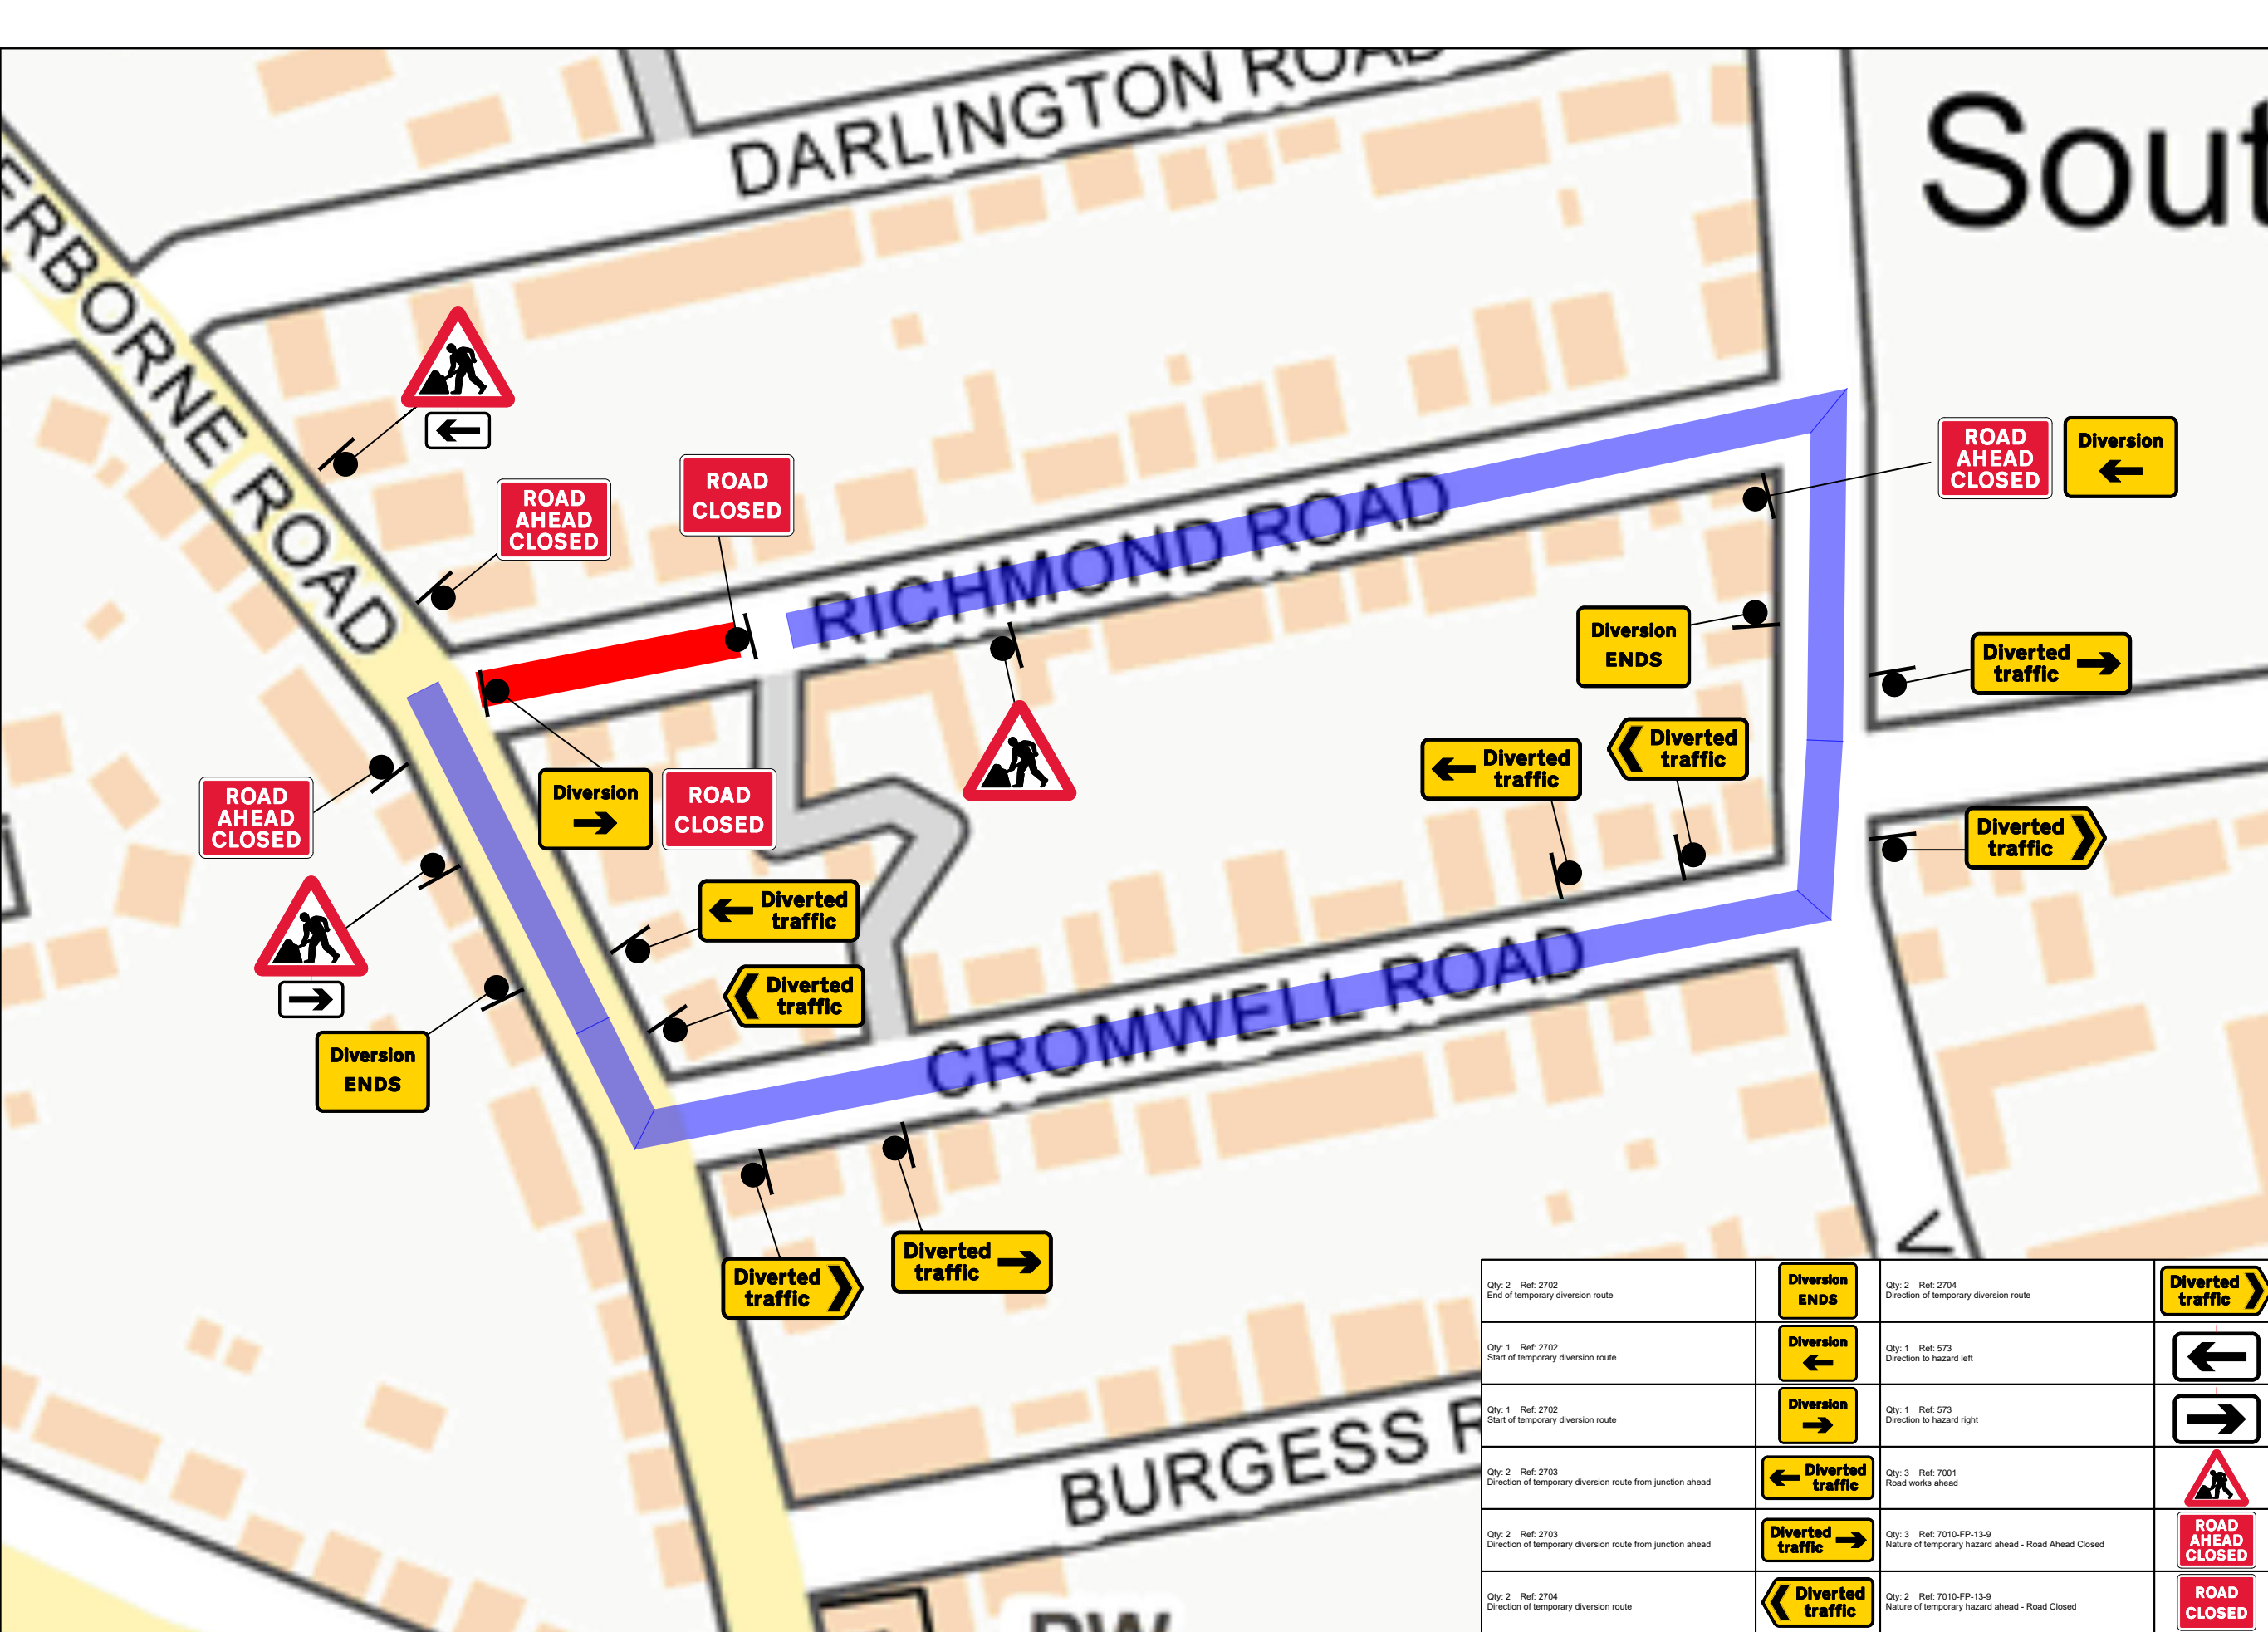 DARLINGTON ROAD
Sout
ERBORNE ROAD
ROAD
AHEAD
CLOSED
ROAD
CLOSED
ROAD
AHEAD
CLOSED
Diversion
RICHMOND ROAD
Diversion
ENDS
Diverted
traffic
ROAD
AHEAD
CLOSED
Diversion
ROAD
CLOSED
Diverted
traffic
Diverted
traffic
Diverted
traffic
Diverted
traffic
Diverted
traffic
CROMWELL ROAD
Diversion
ENDS
Diverted
traffic
Diverted
traffic
BURGESS R
PW
Qty: 2 Ref: 2702
End of temporary diversion route
Diversion
ENDS
Qty: 2 Ref: 2704
Direction of temporary diversion route
Diverted
traffic
Qty: 1 Ref: 2702
Start of temporary diversion route
Diversion
Qty: 1 Ref: 573
Direction to hazard left
Qty: 1 Ref: 2702
Start of temporary diversion route
Diversion
Qty: 1 Ref: 573
Direction to hazard right
Qty: 2 Ref: 2703
Direction of temporary diversion route from junction ahead
Diverted
traffic
Qty: 3 Ref: 7001
Road works ahead
Qty: 2 Ref: 2703
Direction of temporary diversion route from junction ahead
Diverted
traffic
Qty: 3 Ref: 7010-FP-13-9
Nature of temporary hazard ahead - Road Ahead Closed
ROAD
AHEAD
CLOSED
Qty: 2 Ref: 2704
Direction of temporary diversion route
Diverted
traffic
Qty: 2 Ref: 7010-FP-13-9
Nature of temporary hazard ahead - Road Closed
ROAD
CLOSED